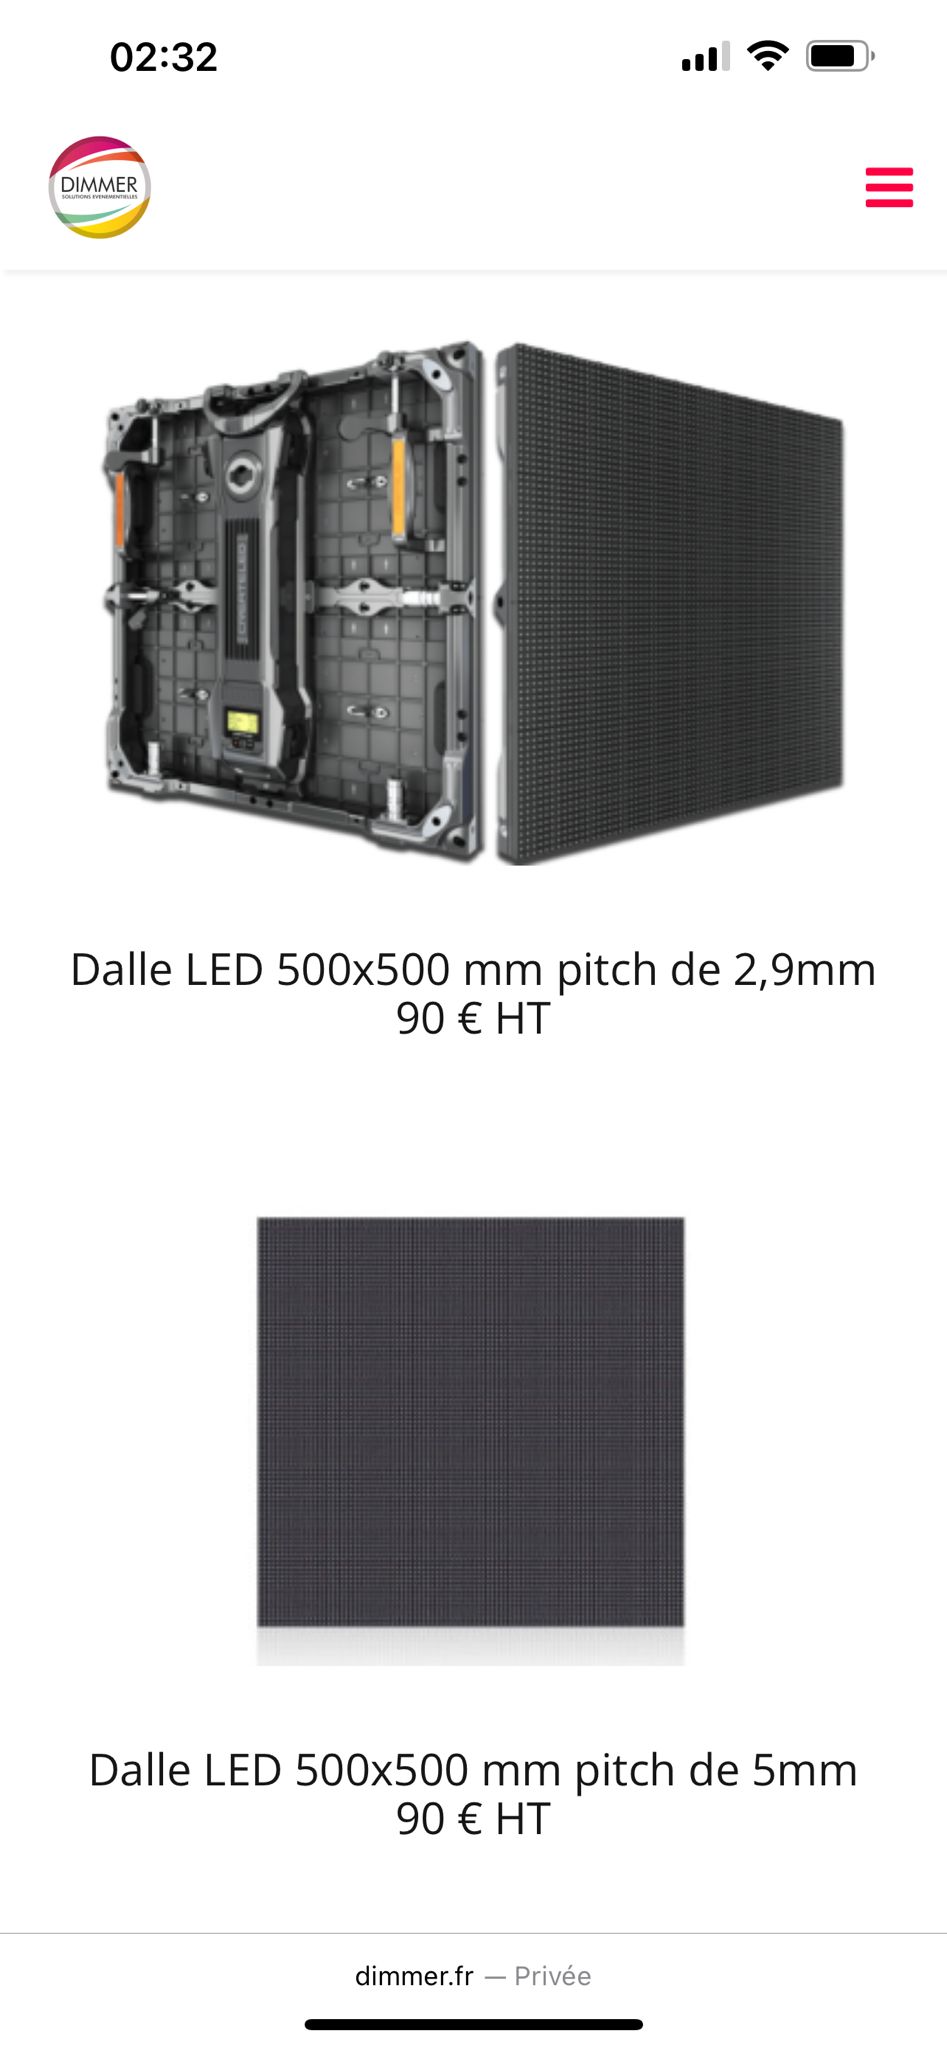 02:32
DIMMER
SOLUTIONS EVENEMENTIELLES
OVERTELED
Dalle LED 500x500 mm pitch de 2,9mm
90 € HT
Dalle LED 500x500 mm pitch de 5mm
90 € HT
dimmer.fr — Privée